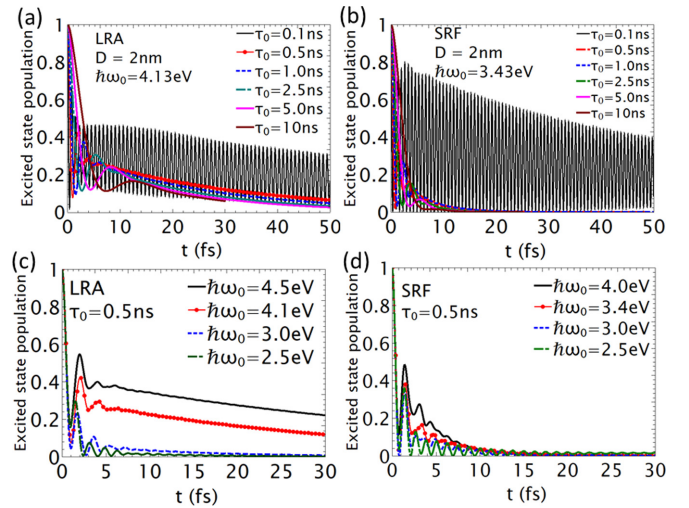 (a)
LRA
D = 2nm
ℏω₀=4.13eV
τ₀=0.1ns
τ₀=0.5ns
τ₀=1.0ns
τ₀=2.5ns
τ₀=5.0ns
τ₀=10ns
Excited state population
1
0.8
0.6
0.4
0.2
0
0 10 20 30 40 50
t (fs)
(b)
SRF
D = 2nm
ℏω₀=3.43eV
τ₀=0.1ns
τ₀=0.5ns
τ₀=1.0ns
τ₀=2.5ns
τ₀=5.0ns
τ₀=10ns
Excited state population
1
0.8
0.6
0.4
0.2
0
0 10 20 30 40 50
t (fs)
(c)
LRA
τ₀=0.5ns
ℏω₀=4.5eV
ℏω₀=4.1eV
ℏω₀=3.0eV
ℏω₀=2.5eV
Excited state population
1
0.8
0.6
0.4
0.2
0
0 5 10 15 20 25 30
t (fs)
(d)
SRF
τ₀=0.5ns
ℏω₀=4.0eV
ℏω₀=3.4eV
ℏω₀=3.0eV
ℏω₀=2.5eV
Excited state population
1
0.8
0.6
0.4
0.2
0
0 5 10 15 20 25 30
t (fs)